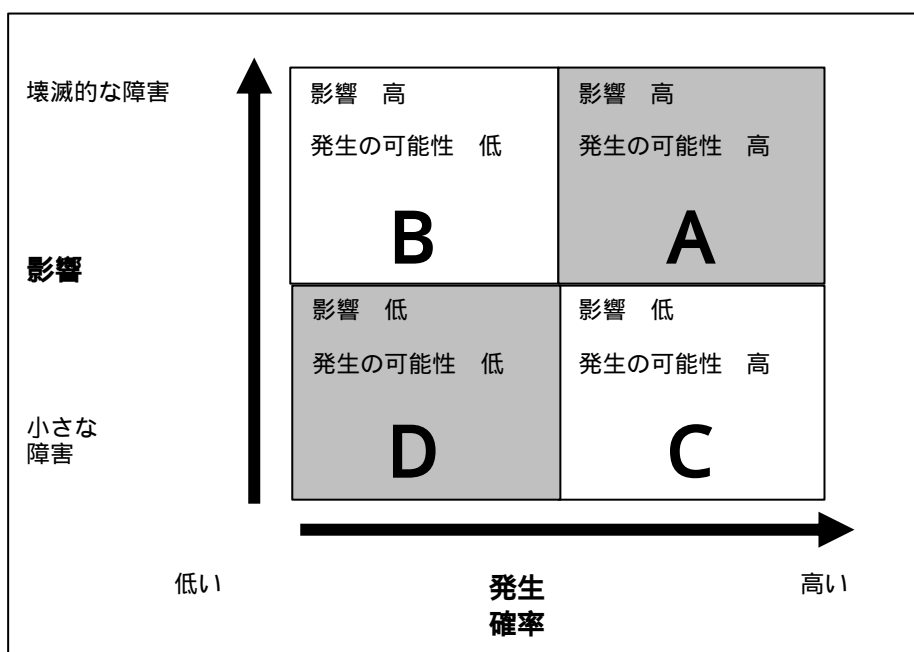 壊滅的な障害
影響　高
発生の可能性　低
B
影響　高
発生の可能性　高
A
影響
影響　低
発生の可能性　低
D
影響　低
発生の可能性　高
C
小さな
障害
低い
発生
確率
高い